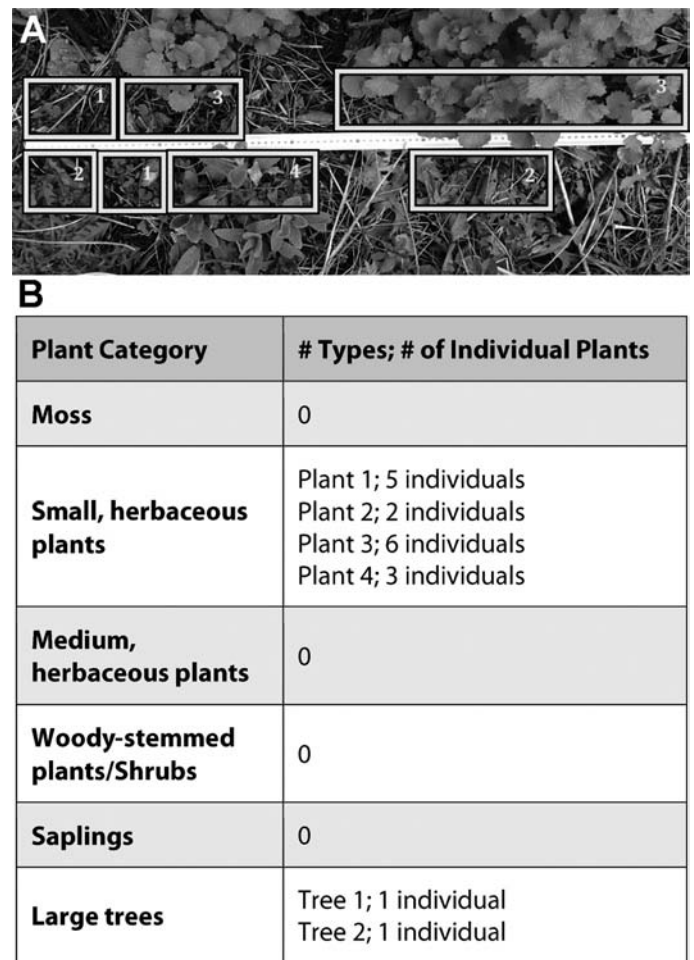 A
1
3
3
2
1
4
2
B
Plant Category
# Types; # of Individual Plants
Moss
0
Small, herbaceous
plants
Plant 1; 5 individuals
Plant 2; 2 individuals
Plant 3; 6 individuals
Plant 4; 3 individuals
Medium,
herbaceous plants
0
Woody-stemmed
plants/Shrubs
0
Saplings
0
Large trees
Tree 1; 1 individual
Tree 2; 1 individual